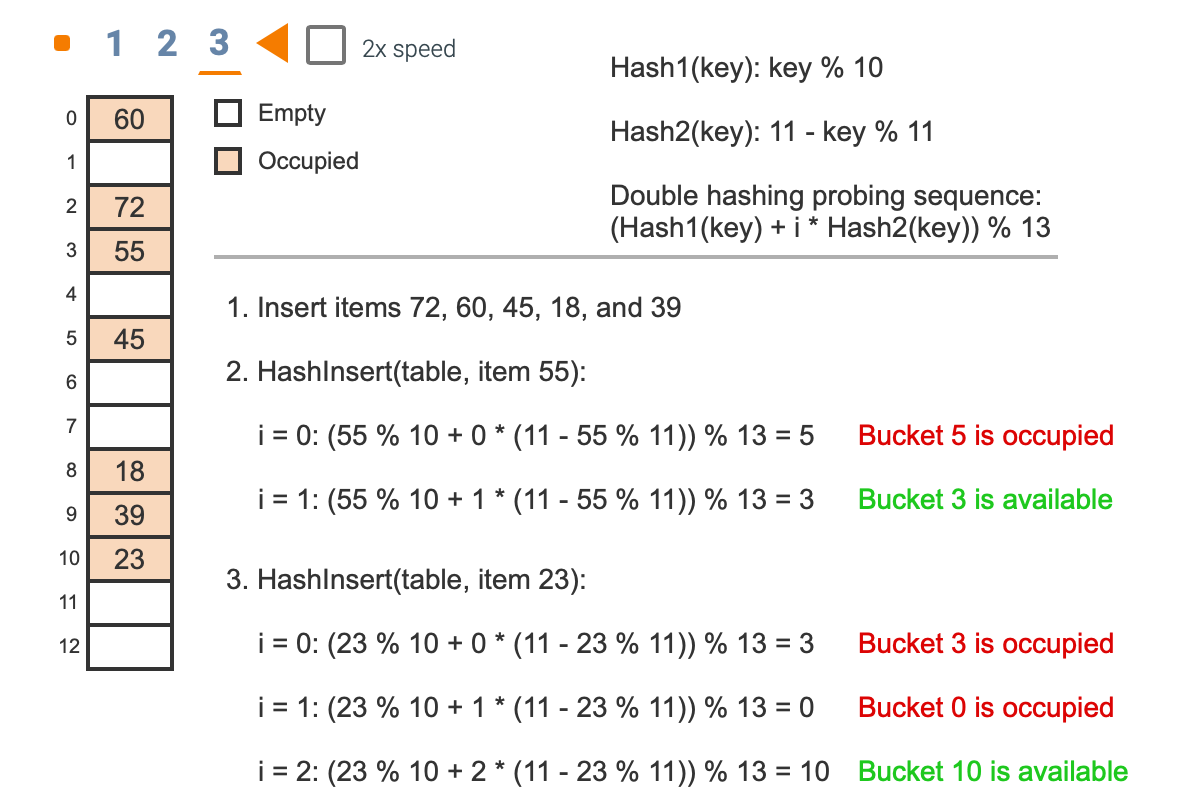 1 2 3 2x speed
Hash1(key): key % 10
0 60
Empty
Hash2(key): 11 - key % 11
1
Occupied
2 72
Double hashing probing sequence:
(Hash1(key) + i * Hash2(key)) % 13
3 55
4
5 45
6
7
8 18
9 39
10 23
11
12
1. Insert items 72, 60, 45, 18, and 39
2. HashInsert(table, item 55):
i = 0: (55 % 10 + 0 * (11 - 55 % 11)) % 13 = 5 Bucket 5 is occupied
i = 1: (55 % 10 + 1 * (11 - 55 % 11)) % 13 = 3 Bucket 3 is available
3. HashInsert(table, item 23):
i = 0: (23 % 10 + 0 * (11 - 23 % 11)) % 13 = 3 Bucket 3 is occupied
i = 1: (23 % 10 + 1 * (11 - 23 % 11)) % 13 = 0 Bucket 0 is occupied
i = 2: (23 % 10 + 2 * (11 - 23 % 11)) % 13 = 10 Bucket 10 is available